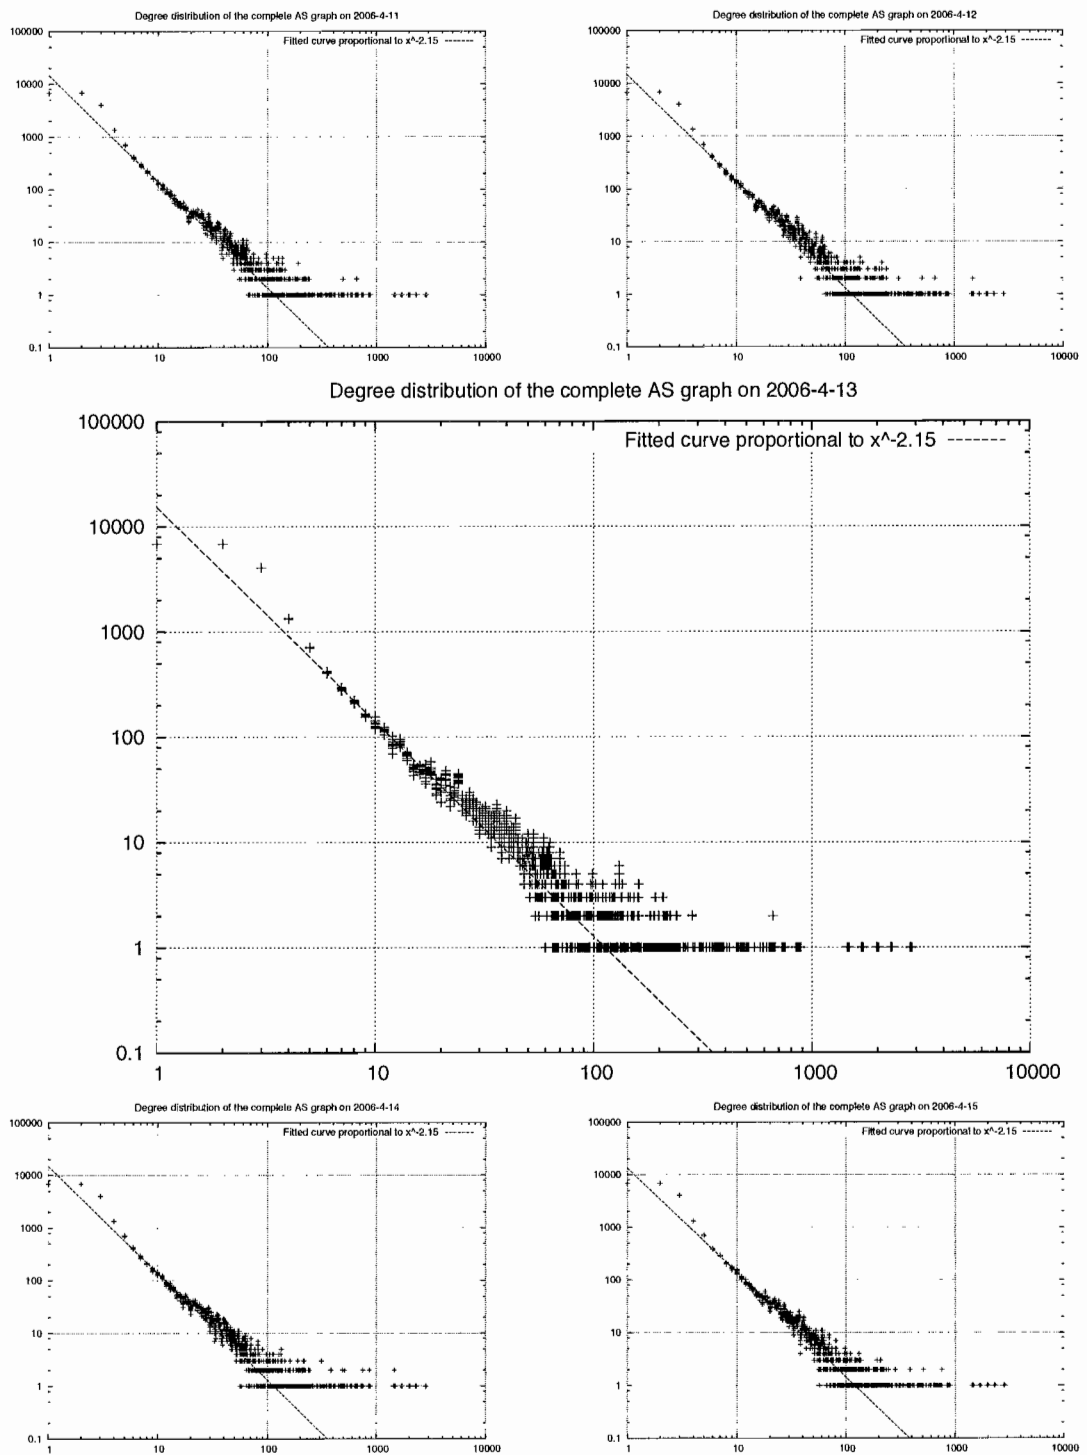 Degree distribution of the complete AS graph on 2006-4-11
Fitted curve proportional to x^-2.15
100000
10000
1000
100
10
1
0.1
1 10 100 1000 10000
Degree distribution of the complete AS graph on 2006-4-12
Fitted curve proportional to x^-2.15
100000
10000
1000
100
10
1
0.1
1 10 100 1000 10000
Degree distribution of the complete AS graph on 2006-4-13
Fitted curve proportional to x^-2.15
100000
10000
1000
100
10
1
0.1
1 10 100 1000 10000
Degree distribution of the complete AS graph on 2006-4-14
Fitted curve proportional to x^-2.15
100000
10000
1000
100
10
1
0.1
1 10 100 1000 10000
Degree distribution of the complete AS graph on 2006-4-15
Fitted curve proportional to x^-2.15
100000
10000
1000
100
10
1
0.1
1 10 100 1000 10000